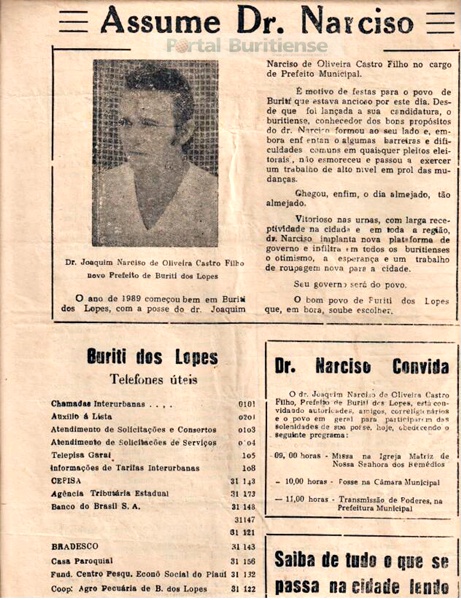 Assume Dr. Narciso
Portal Buritiense
Dr. Joaquim Narciso de Oliveira Castro Filho
novo Prefeito de Buriti dos Lopes
O ano de 1989 começou bem em Buriti
dos Lopes, com a posse do dr. Joaquim
Narciso de Oliveira Castro Filho no cargo
de Prefeito Municipal.
É motivo de festas para o povo de
Buriti que estava ancioso por este dia. Des-
de que foi lançada a sua candidatura, o
buritiense, conhecedor dos bons propósitos
do dr. Narciso formou ao seu lado e, em-
bora enfrentando algumas barreiras e difi-
culdades comuns em quaisquer pleitos elei-
torais, não esmoreceu e passou a exercer
um trabalho de alto nível em prol das mu-
danças.
Chegou, enfim, o dia almejado, tão
almejado.
Vitorioso nas urnas, com larga rece-
ptividade na cidade e em toda a região,
dr. Narciso implanta nova plataforma de
governo e infiltra em todos os buritienses
o otimismo, a esperança e um trabalho
de roupagem nova para a cidade.
Seu governo será do povo.
O bom povo de Buriti dos Lopes
que, em bora, soube escolher.
Buriti dos Lopes
Telefones úteis
Chamadas Interurbanas . . . . 0101
Auxílio à Lista 0201
Atendimento de Solicitações e Consertos 0103
Atendimento de Solicitações de Serviços 0104
Telepisa Geral 105
Informações de Tarifas Interurbanas 108
CEPISA 31 143
Agência Tributária Estadual 31 173
Banco do Brasil S. A. 31 148
31147
31 121
BRADESCO 31 143
Casa Paroquial 31 156
Fund. Centro Pesqu. Econô Social do Piauí 31 132
Coop: Agro Pecuária de B. dos Lopes 31 122
Dr. Narciso Convida
O dr. Joaquim Narciso de Oliveira Castro
Filho, Prefeito de Buriti dos Lopes, está con-
vidando autoridades, amigos, correligionários
e o povo em geral para participarem das
solenidades de sua posse, hoje, obedecendo o
seguinte programa:
-09, 00 horas - Missa na Igreja Matriz de
Nossa Senhora dos Remédios
- 10,00 horas - Posse na Câmara Municipal
- 11,00 horas - Transmissão de Poderes, na
Prefeitura Municipal
Saiba de tudo o que se
passa na cidade lendo